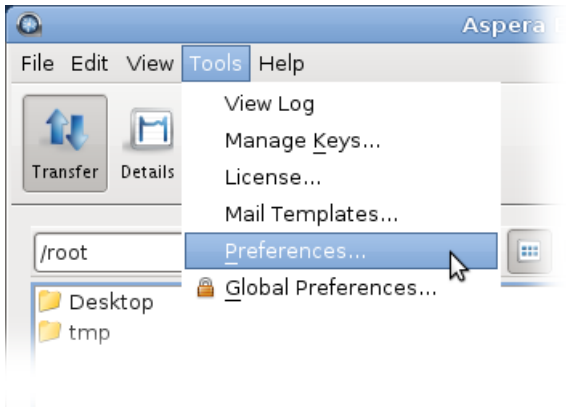 Aspera
File Edit View Tools Help
View Log
Manage Keys...
License...
Mail Templates...
Preferences...
Global Preferences...
Transfer
Details
/root
Desktop
tmp